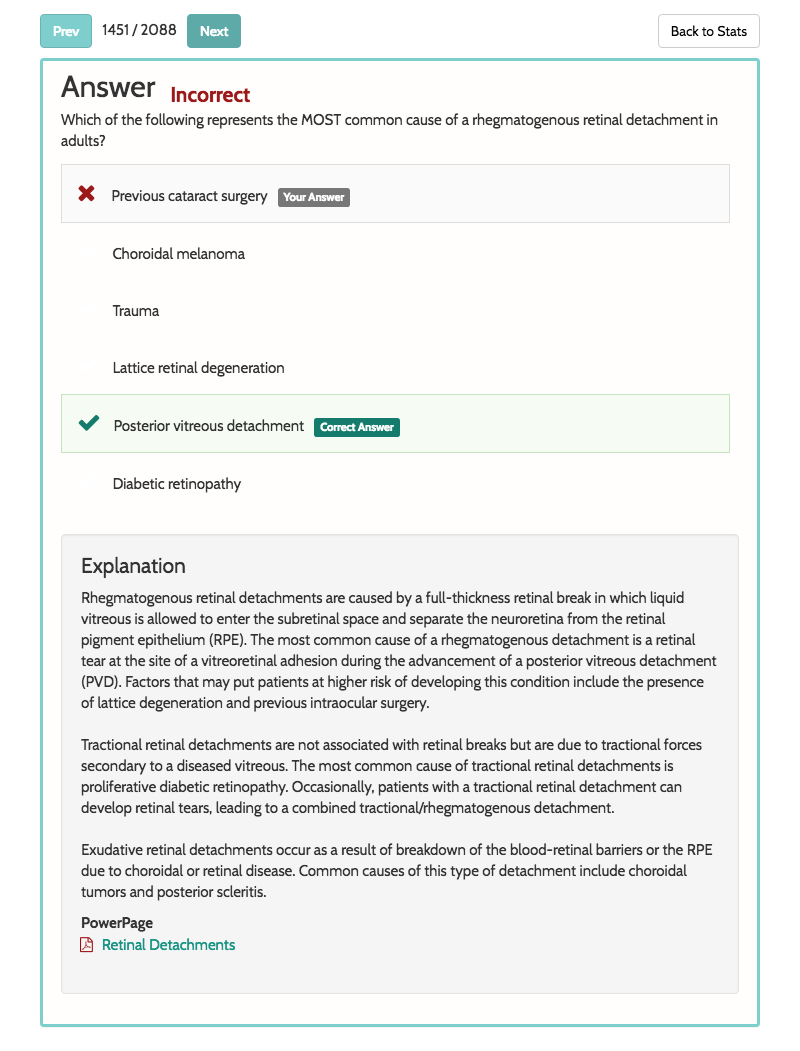 Prev 1451 / 2088 Next Back to Stats
Answer Incorrect
Which of the following represents the MOST common cause of a rhegmatogenous retinal detachment in
adults?
Previous cataract surgery Your Answer
Choroidal melanoma
Trauma
Lattice retinal degeneration
Posterior vitreous detachment Correct Answer
Diabetic retinopathy
Explanation
Rhegmatogenous retinal detachments are caused by a full-thickness retinal break in which liquid
vitreous is allowed to enter the subretinal space and separate the neuroretina from the retinal
pigment epithelium (RPE). The most common cause of a rhegmatogenous detachment is a retinal
tear at the site of a vitreoretinal adhesion during the advancement of a posterior vitreous detachment
(PVD). Factors that may put patients at higher risk of developing this condition include the presence
of lattice degeneration and previous intraocular surgery.
Tractional retinal detachments are not associated with retinal breaks but are due to tractional forces
secondary to a diseased vitreous. The most common cause of tractional retinal detachments is
proliferative diabetic retinopathy. Occasionally, patients with a tractional retinal detachment can
develop retinal tears, leading to a combined tractional/rhegmatogenous detachment.
Exudative retinal detachments occur as a result of breakdown of the blood-retinal barriers or the RPE
due to choroidal or retinal disease. Common causes of this type of detachment include choroidal
tumors and posterior scleritis.
PowerPage
Retinal Detachments